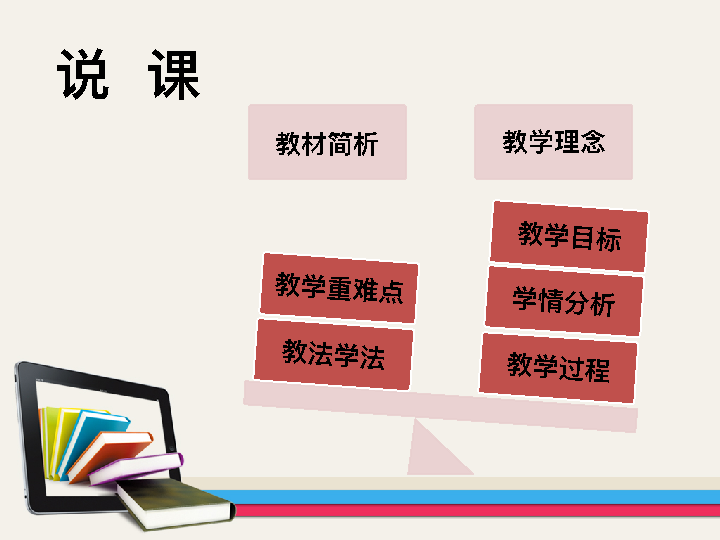 说 课
教材简析
教学理念
教学目标
教学重难点
学情分析
教法学法
教学过程